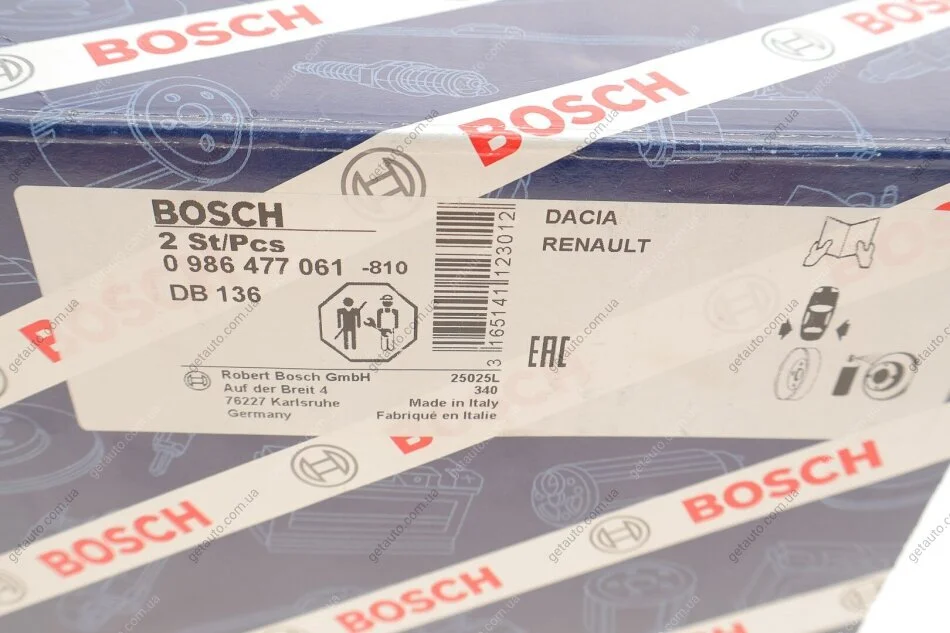 BOSCH
BOSCH
BOSCH
BOSCH
2 St/Pcs
0 986 477 061 -810
DB 136
3 165141 123012
DACIA
RENAULT
EAC
Robert Bosch GmbH
Auf der Breit 4
76227 Karlsruhe
Germany
25025L
340
Made in Italy
Fabriqué en Italie
BOSCH
BOSCH
BOSCH
getauto.com.ua